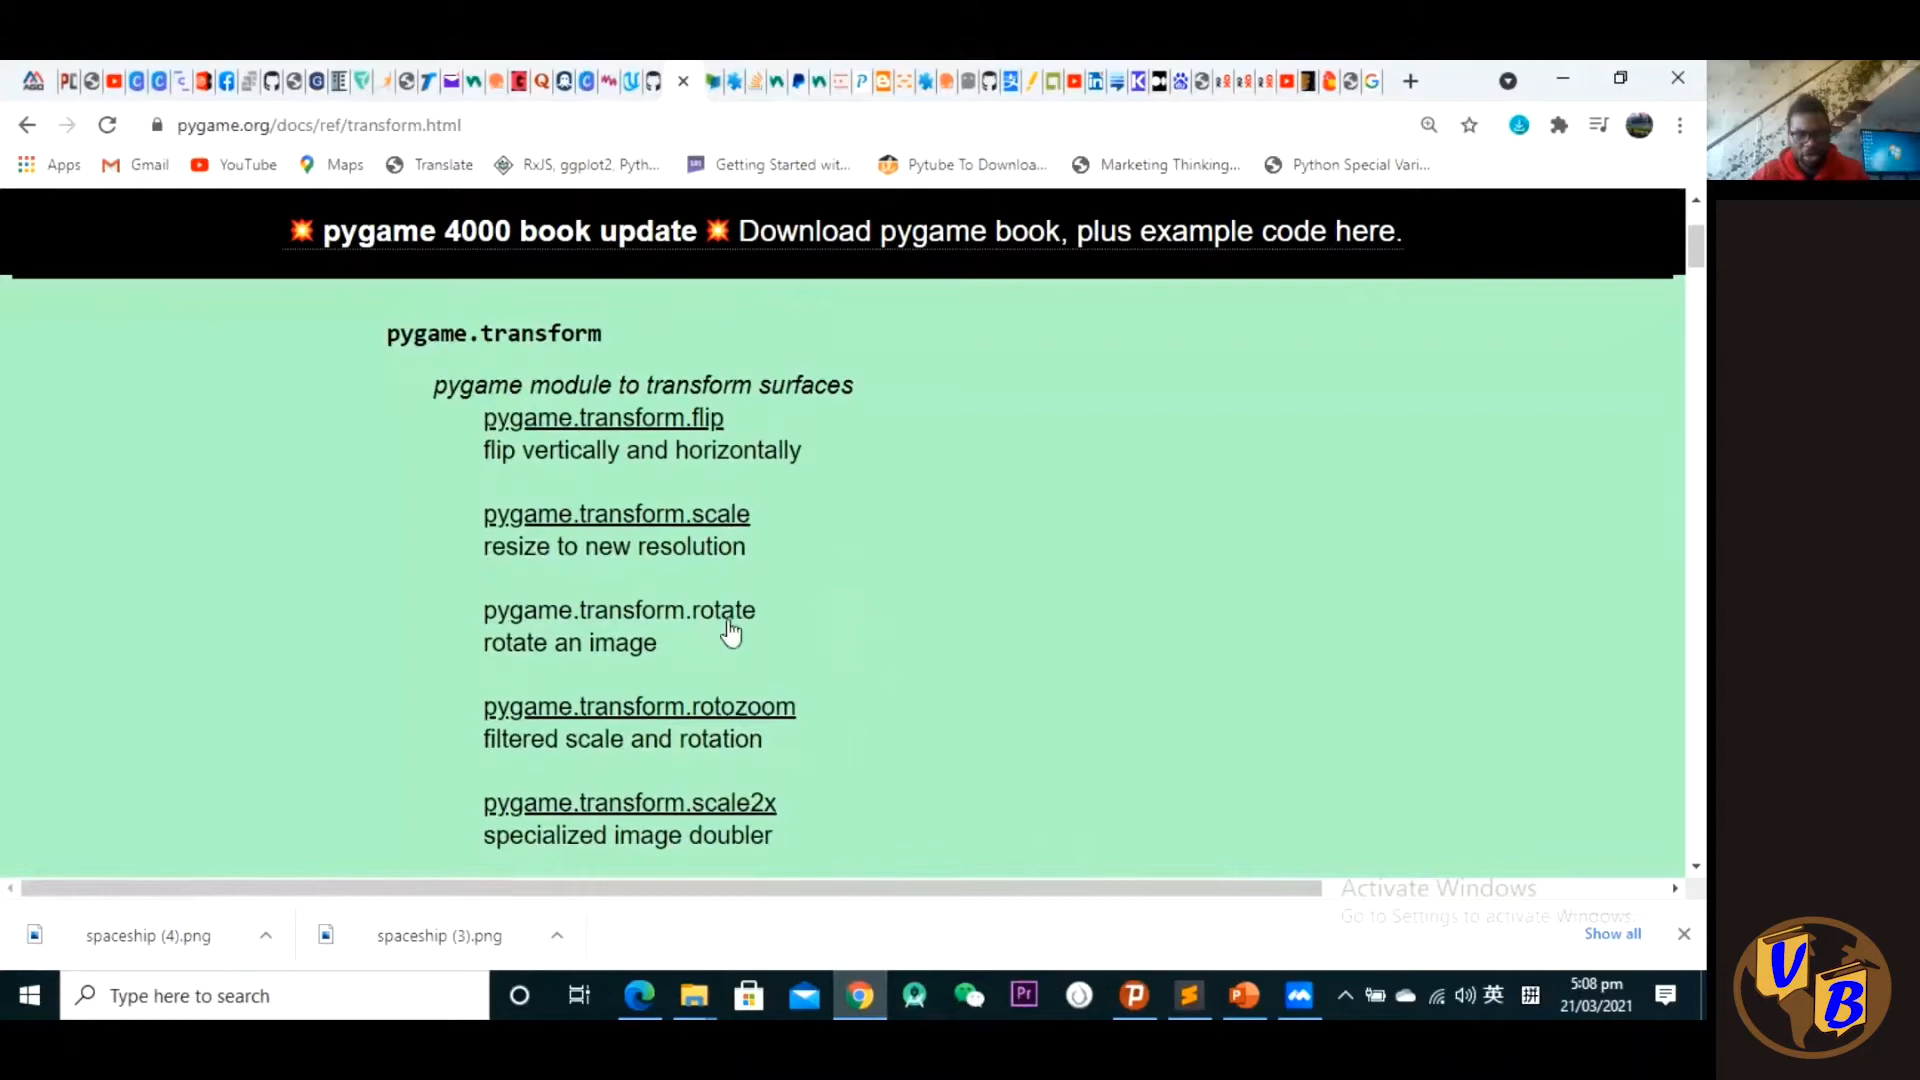 pygame.org/docs/ref/transform.html
Apps Gmail YouTube Maps Translate RxJS, ggplot2, Pyth... Getting Started wit... Pytube To Downloa... Marketing Thinking,... Python Special Vari...
pygame 4000 book update Download pygame book, plus example code here.
pygame.transform
pygame module to transform surfaces
pygame.transform.flip
flip vertically and horizontally
pygame.transform.scale
resize to new resolution
pygame.transform.rotate
rotate an image
pygame.transform.rotozoom
filtered scale and rotation
pygame.transform.scale2x
specialized image doubler
Activate Windows
Go to Settings to activate Windows.
spaceship (4).png spaceship (3).png Show all
Type here to search
Pr
英
拼
5:08 pm
21/03/2021
V
B